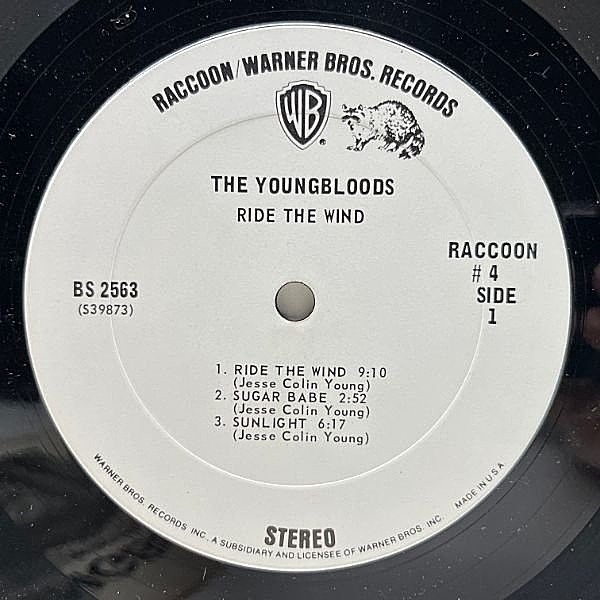 RACCOON/WARNER BROS. RECORDS
WB
®
THE YOUNGBLOODS
RIDE THE WIND
RACCOON
# 4
SIDE
1
BS 2563
(S39873)
1. RIDE THE WIND 9:10
(Jesse Colin Young)
2. SUGAR BABE 2:52
(Jesse Colin Young)
3. SUNLIGHT 6:17
(Jesse Colin Young)
STEREO
WARNER BROS. RECORDS INC., A SUBSIDIARY AND LICENSEE OF WARNER BROS. INC. MADE IN U.S.A